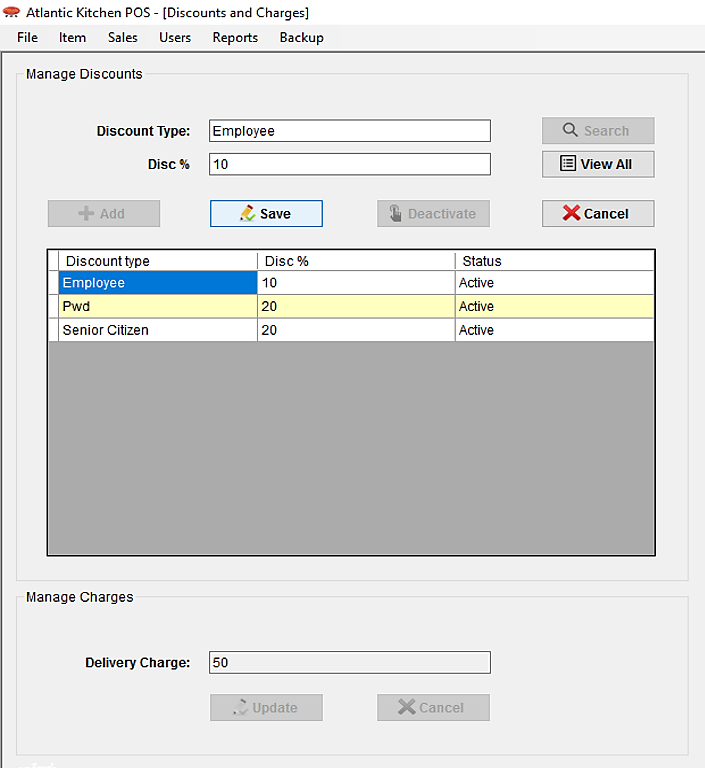 Atlantic Kitchen POS - [Discounts and Charges]
File Item Sales Users Reports Backup
Manage Discounts
Discount Type: Employee Search
Disc % 10 View All
Add Save Deactivate Cancel
Discount type Disc % Status
Employee 10 Active
Pwd 20 Active
Senior Citizen 20 Active
Manage Charges
Delivery Charge: 50
Update Cancel